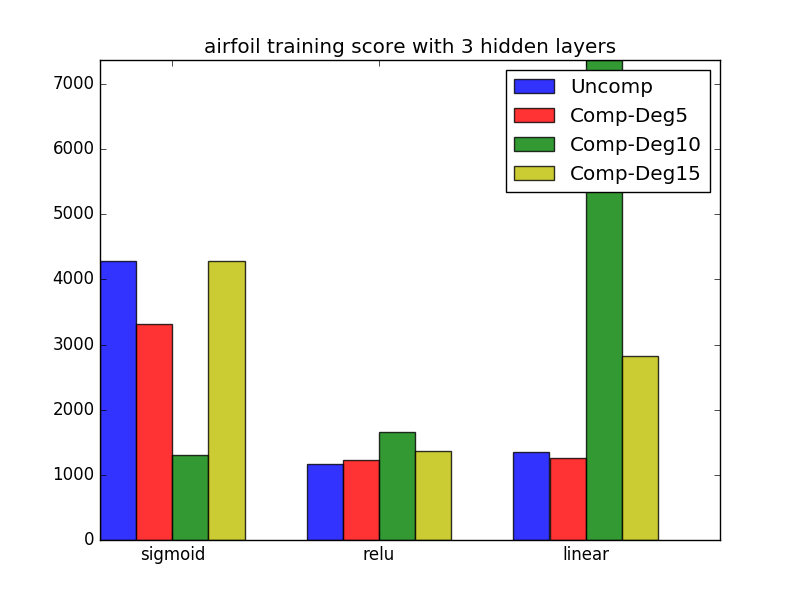 airfoil training score with 3 hidden layers
7000
6000
5000
4000
3000
2000
1000
0
Uncomp
Comp-Deg5
Comp-Deg10
Comp-Deg15
sigmoid
relu
linear